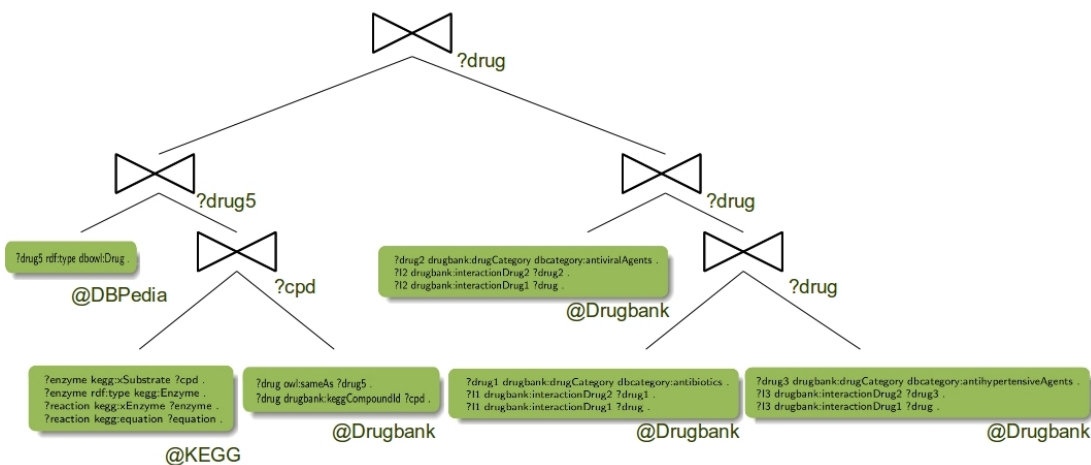 ?drug
?drug5
?drug
?drug5 rdf:type dbowl:Drug .
@DBPedia
?cpd
?drug2 drugbank:drugCategory dbcategory:antiviralAgents .
?I2 drugbank:interactionDrug2 ?drug2 .
?I2 drugbank:interactionDrug1 ?drug .
@Drugbank
?drug
?enzyme kegg:xSubstrate ?cpd .
?enzyme rdf:type kegg:Enzyme .
?reaction kegg:xEnzyme ?enzyme .
?reaction kegg:equation ?equation .
@KEGG
?drug owl:sameAs ?drug5 .
?drug drugbank:keggCompoundId ?cpd .
@Drugbank
?drug1 drugbank:drugCategory dbcategory:antibiotics .
?I1 drugbank:interactionDrug2 ?drug1 .
?I1 drugbank:interactionDrug1 ?drug .
@Drugbank
?drug3 drugbank:drugCategory dbcategory:antihypertensiveAgents .
?I3 drugbank:interactionDrug2 ?drug3 .
?I3 drugbank:interactionDrug1 ?drug .
@Drugbank